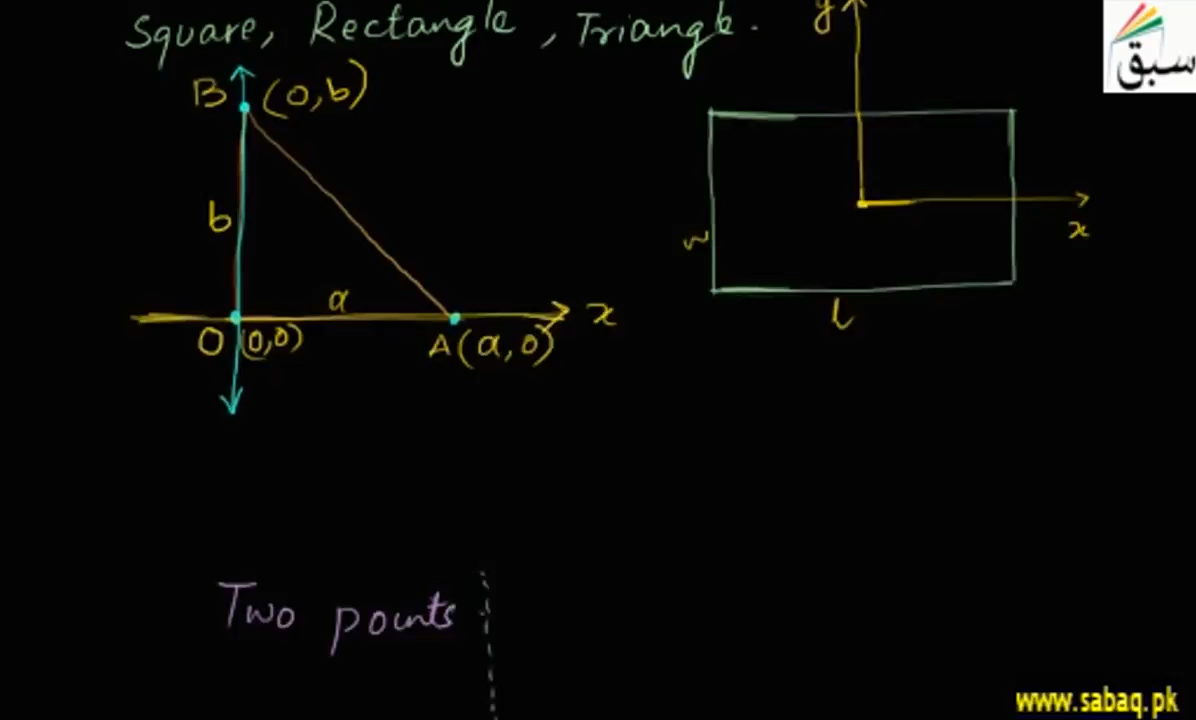 Square, Rectangle, Triangle.
y
سبق
B (0,b)
b
w
x
a
x
O (0,0)
A (a,0)
l
Two points
www.sabaq.pk